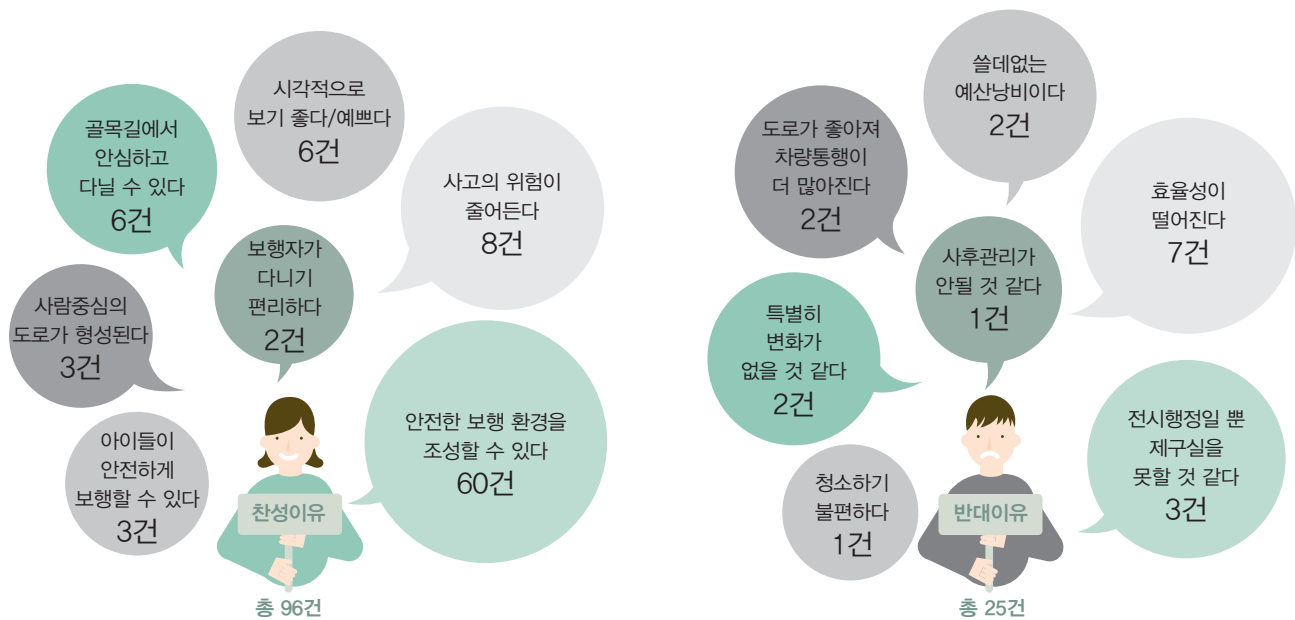 시각적으로
보기 좋다/예쁘다
6건
골목길에서
안심하고
다닐 수 있다
6건
사고의 위험이
줄어든다
8건
보행자가
다니기
편리하다
2건
사람중심의
도로가 형성된다
3건
안전한 보행 환경을
조성할 수 있다
60건
아이들이
안전하게
보행할 수 있다
3건
찬성이유
총 96건
쓸데없는
예산낭비이다
2건
도로가 좋아져
차량통행이
더 많아진다
2건
효율성이
떨어진다
7건
사후관리가
안될 것 같다
1건
특별히
변화가
없을 것 같다
2건
전시행정일 뿐
제구실을
못할 것 같다
3건
청소하기
불편하다
1건
반대이유
총 25건